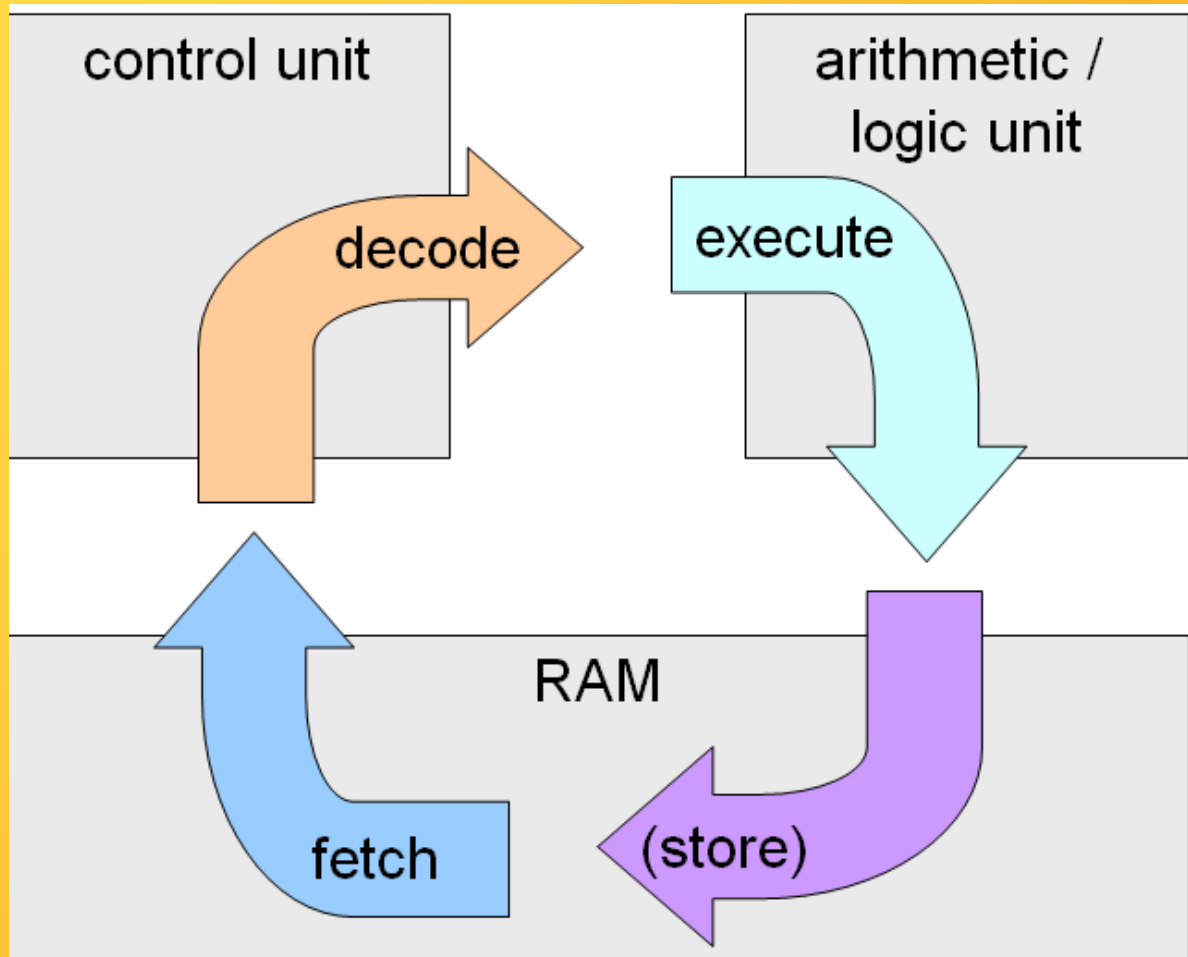 control unit
arithmetic /
logic unit
decode
execute
RAM
fetch
(store)